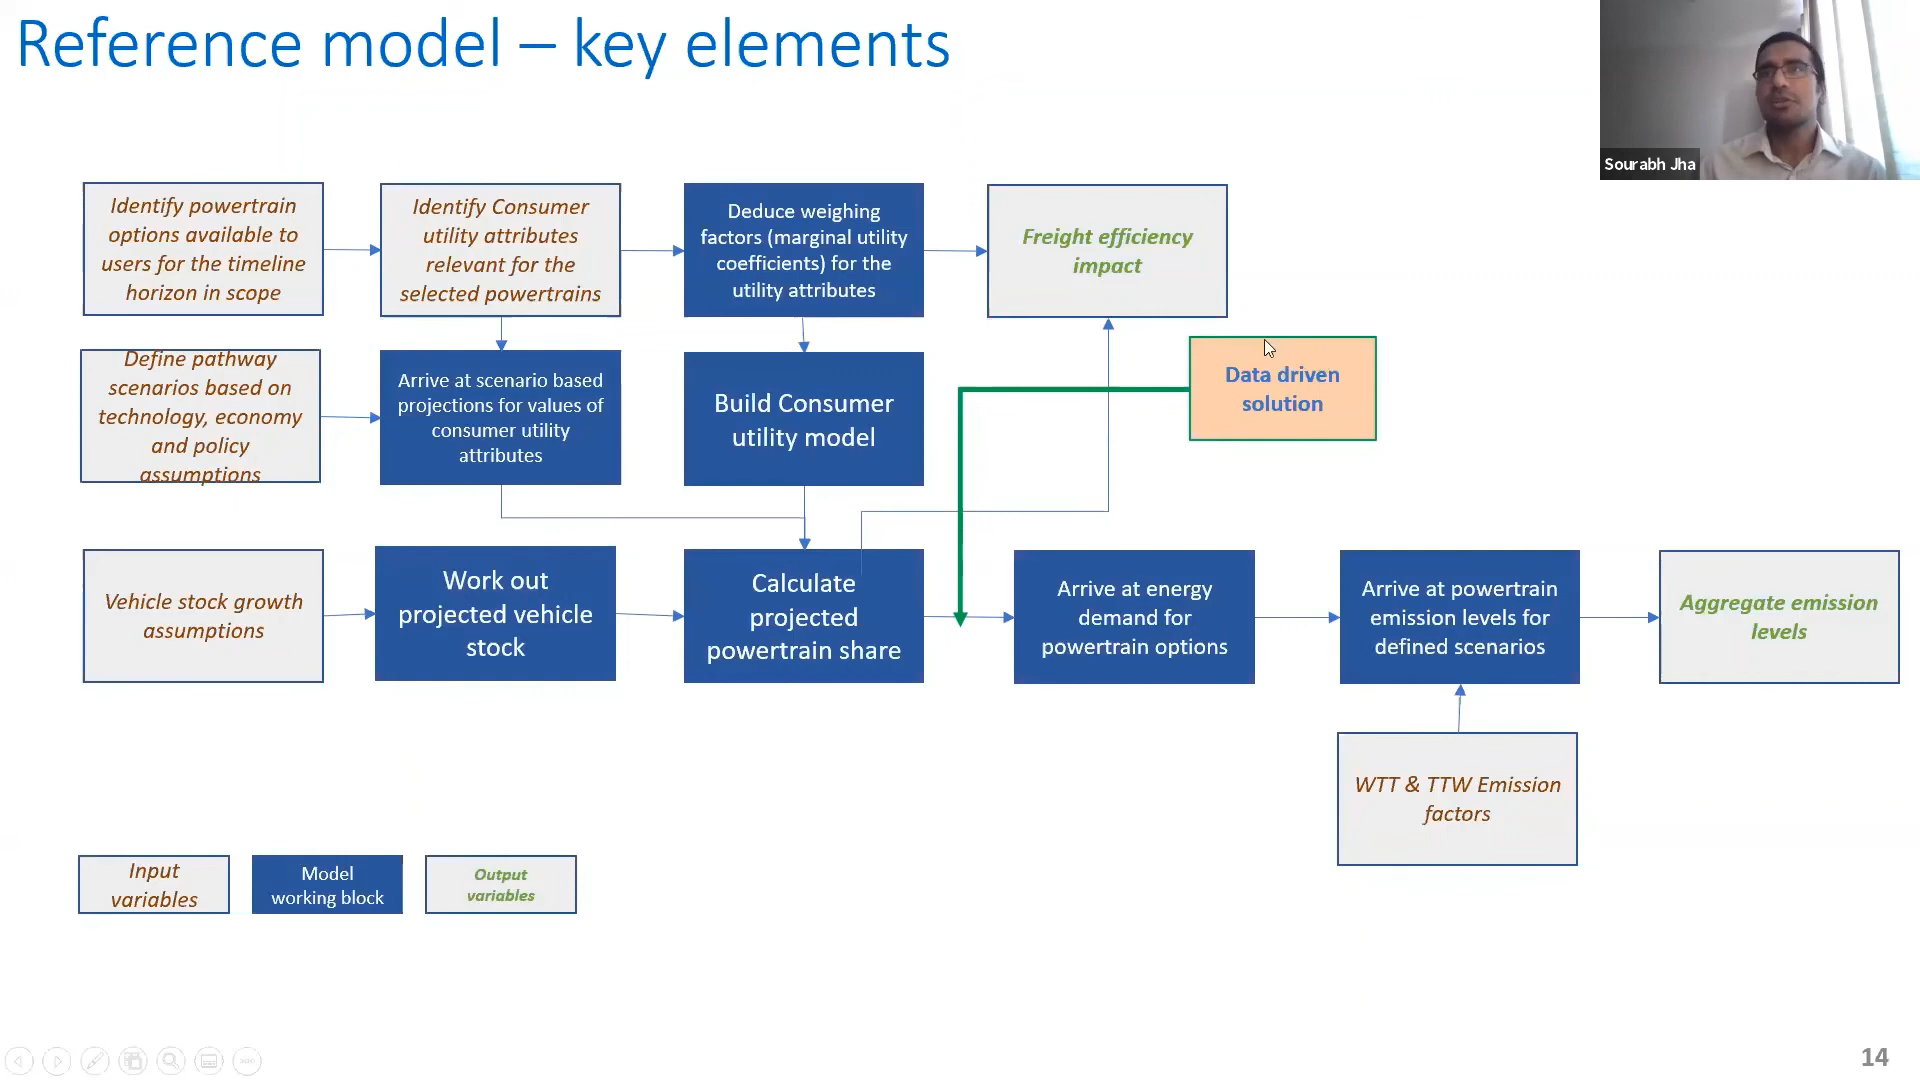 Reference model – key elements
Sourabh Jha
Identify powertrain
options available to
users for the timeline
horizon in scope
Identify Consumer
utility attributes
relevant for the
selected powertrains
Deduce weighing
factors (marginal utility
coefficients) for the
utility attributes
Freight efficiency
impact
Define pathway
scenarios based on
technology, economy
and policy
assumptions
Arrive at scenario based
projections for values of
consumer utility
attributes
Build Consumer
utility model
Data driven
solution
Vehicle stock growth
assumptions
Work out
projected vehicle
stock
Calculate
projected
powertrain share
Arrive at energy
demand for
powertrain options
Arrive at powertrain
emission levels for
defined scenarios
Aggregate emission
levels
WTT & TTW Emission
factors
Input
variables
Model
working block
Output
variables
14